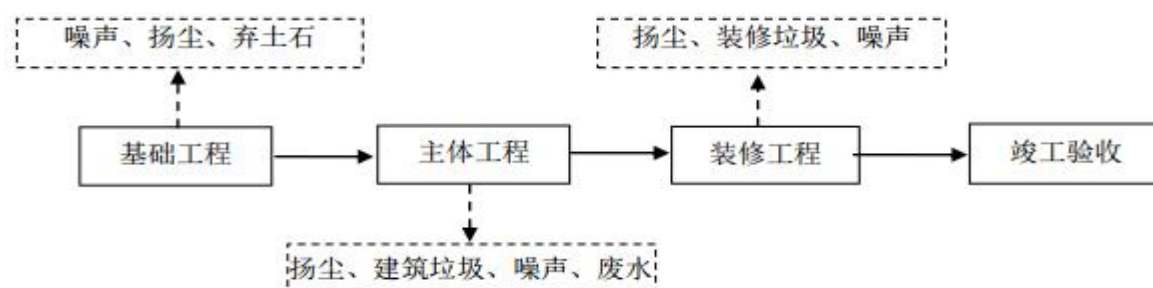 噪声、扬尘、弃土石
扬尘、装修垃圾、噪声
基础工程
主体工程
装修工程
竣工验收
扬尘、建筑垃圾、噪声、废水